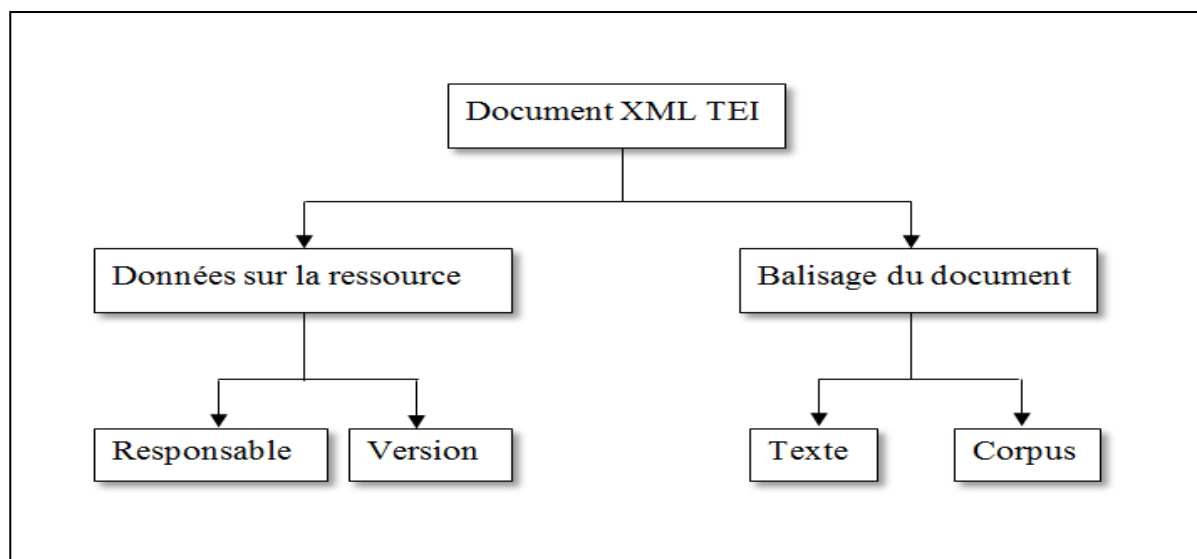 Document XML TEI
Données sur la ressource
Balisage du document
Responsable
Version
Texte
Corpus